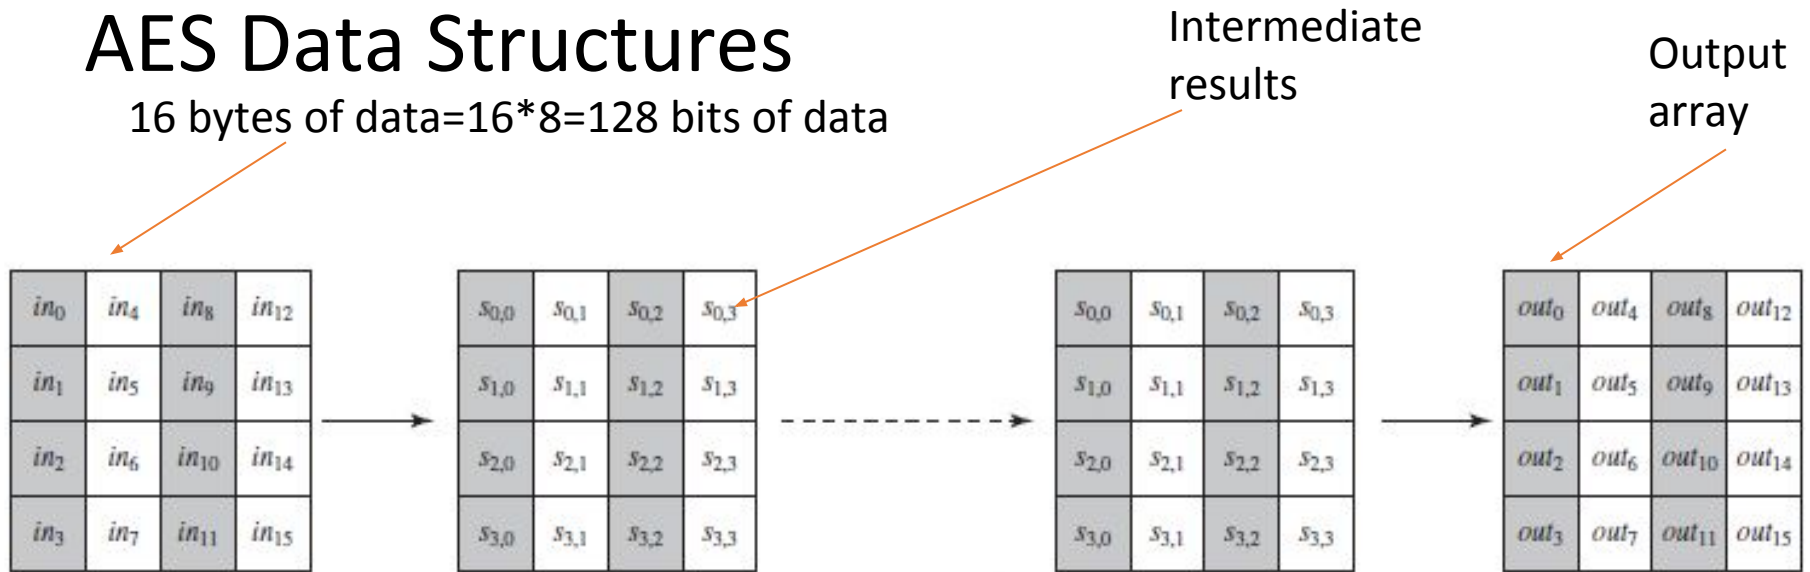 AES Data Structures
16 bytes of data=16*8=128 bits of data
Intermediate
results
Output
array
in₀ in₄ in₈ in₁₂
in₁ in₅ in₉ in₁₃
in₂ in₆ in₁₀ in₁₄
in₃ in₇ in₁₁ in₁₅
s₀,₀ s₀,₁ s₀,₂ s₀,₃
s₁,₀ s₁,₁ s₁,₂ s₁,₃
s₂,₀ s₂,₁ s₂,₂ s₂,₃
s₃,₀ s₃,₁ s₃,₂ s₃,₃
s₀,₀ s₀,₁ s₀,₂ s₀,₃
s₁,₀ s₁,₁ s₁,₂ s₁,₃
s₂,₀ s₂,₁ s₂,₂ s₂,₃
s₃,₀ s₃,₁ s₃,₂ s₃,₃
out₀ out₄ out₈ out₁₂
out₁ out₅ out₉ out₁₃
out₂ out₆ out₁₀ out₁₄
out₃ out₇ out₁₁ out₁₅